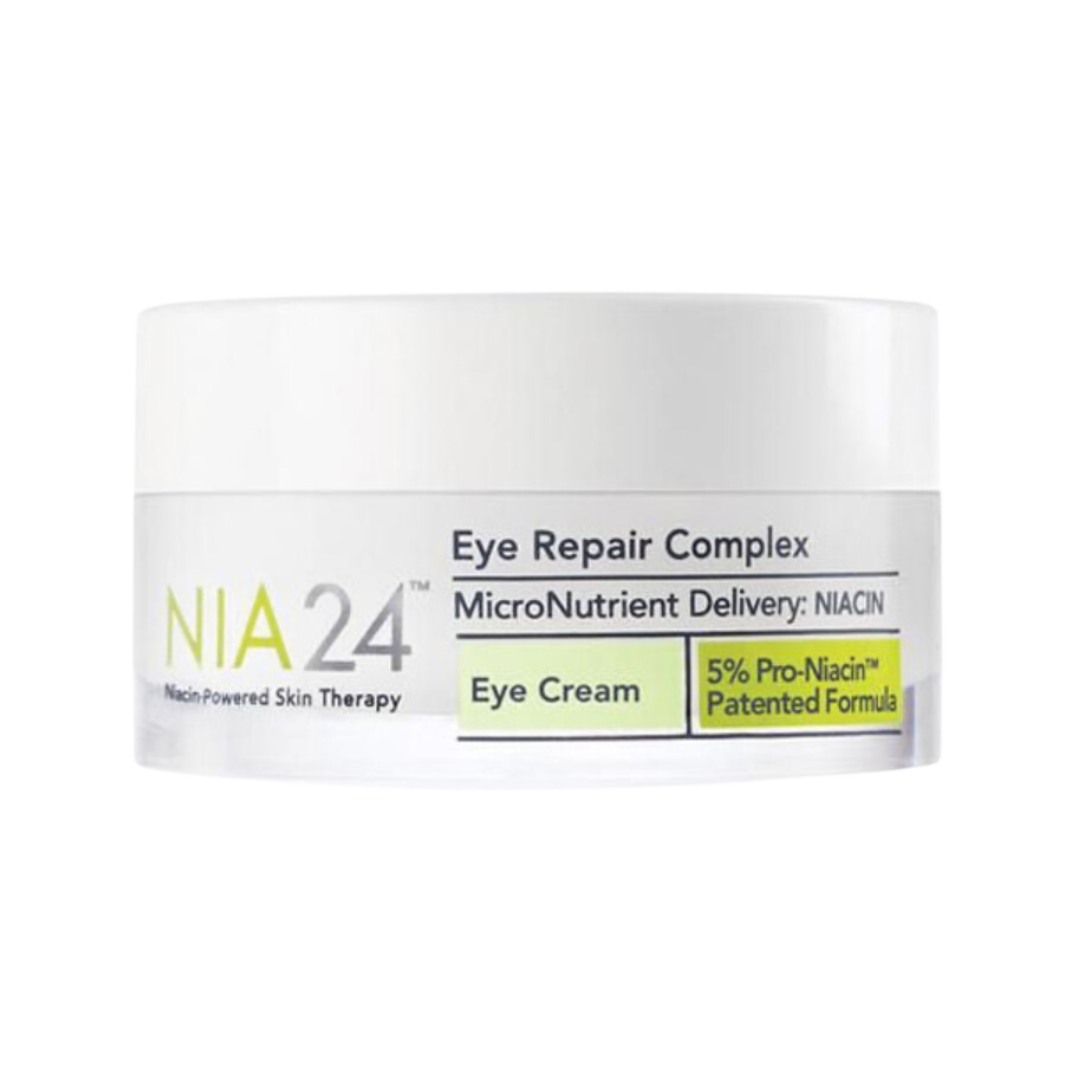 NIA24™
Niacin-Powered Skin Therapy
Eye Repair Complex
MicroNutrient Delivery: NIACIN
Eye Cream
5% Pro-Niacin™
Patented Formula